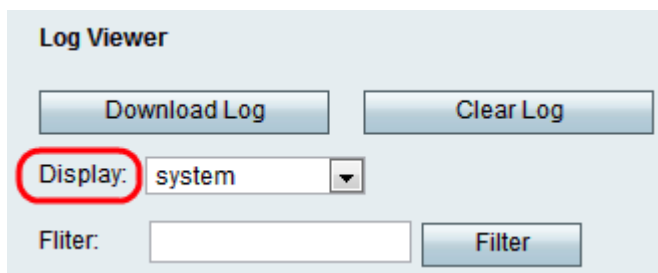 Log Viewer
Download Log Clear Log
Display: system
Fliter: Filter